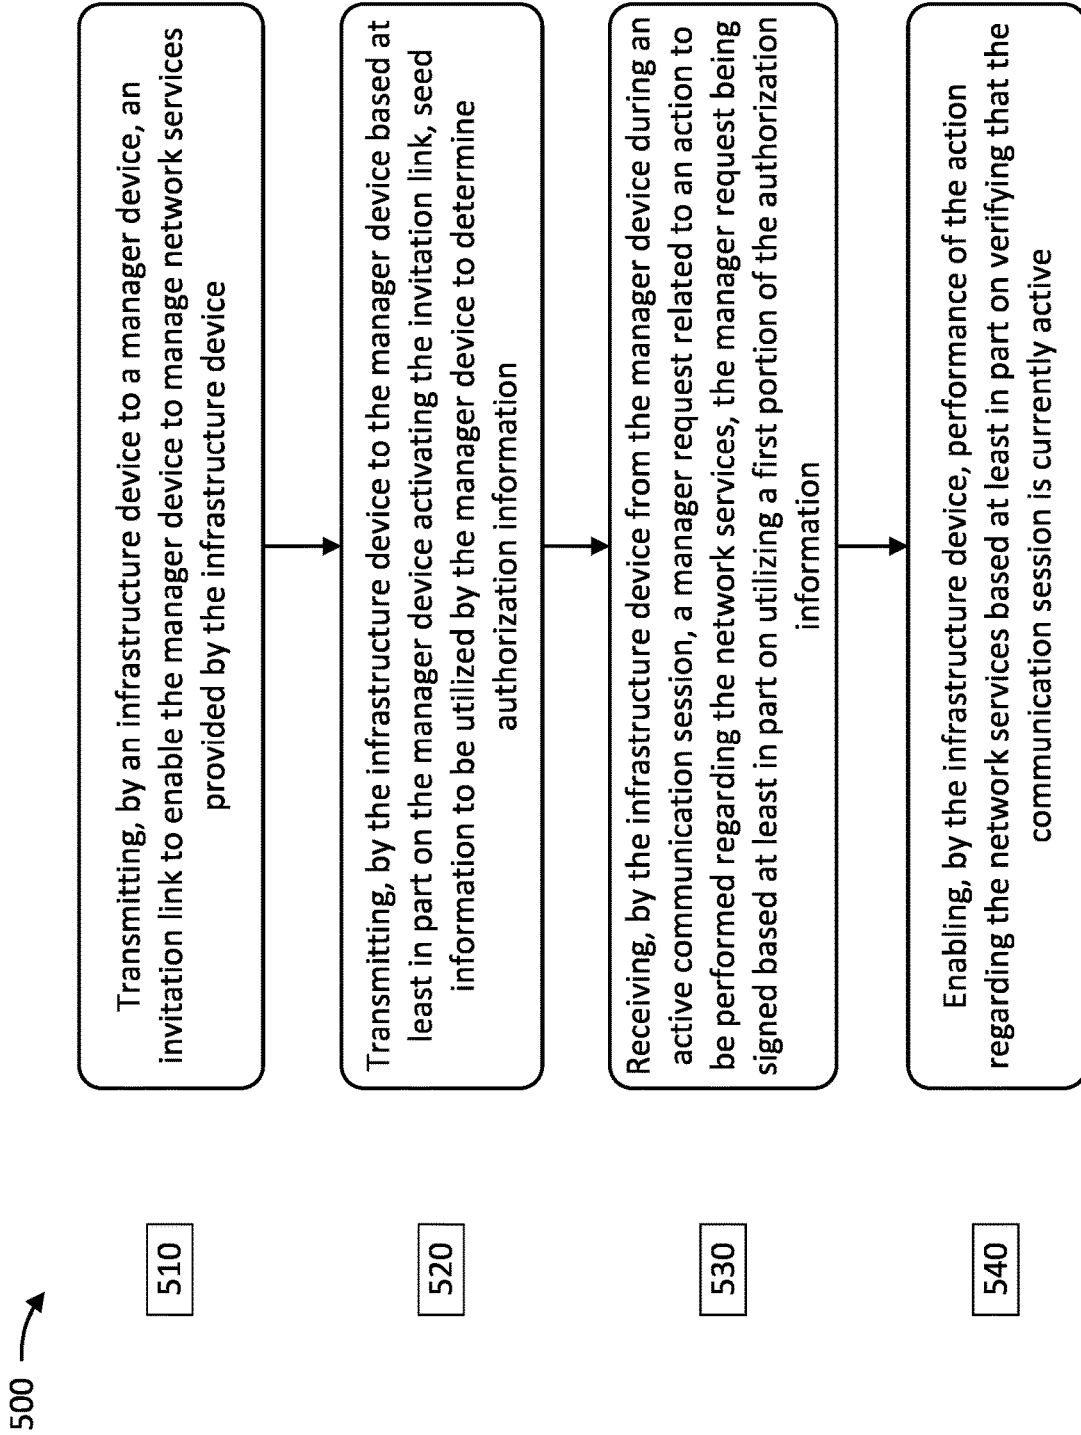 500
510
Transmitting, by an infrastructure device to a manager device, an
invitation link to enable the manager device to manage network services
provided by the infrastructure device
520
Transmitting, by the infrastructure device to the manager device based at
least in part on the manager device activating the invitation link, seed
information to be utilized by the manager device to determine
authorization information
530
Receiving, by the infrastructure device from the manager device during an
active communication session, a manager request related to an action to
be performed regarding the network services, the manager request being
signed based at least in part on utilizing a first portion of the authorization
information
540
Enabling, by the infrastructure device, performance of the action
regarding the network services based at least in part on verifying that the
communication session is currently active